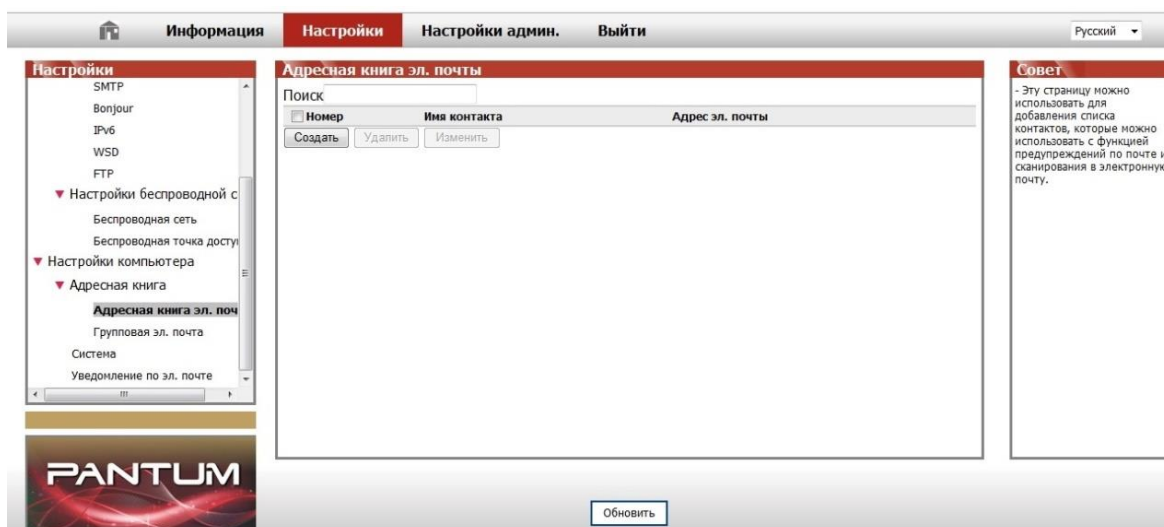 Информация
Настройки
Настройки админ.
Выйти
Русский
Настройки
SMTP
Bonjour
IPv6
WSD
FTP
Настройки беспроводной с
Беспроводная сеть
Беспроводная точка досту
Настройки компьютера
Адресная книга
Адресная книга эл. поч
Групповая эл. почта
Система
Уведомление по эл. почте
PANTUM
Адресная книга эл. почты
Поиск
Номер Имя контакта Адрес эл. почты
Создать Удалить Изменить
Обновить
Совет
- Эту страницу можно
использовать для
добавления списка
контактов, которые можно
использовать с функцией
предупреждений по почте и
сканирования в электронную
почту.